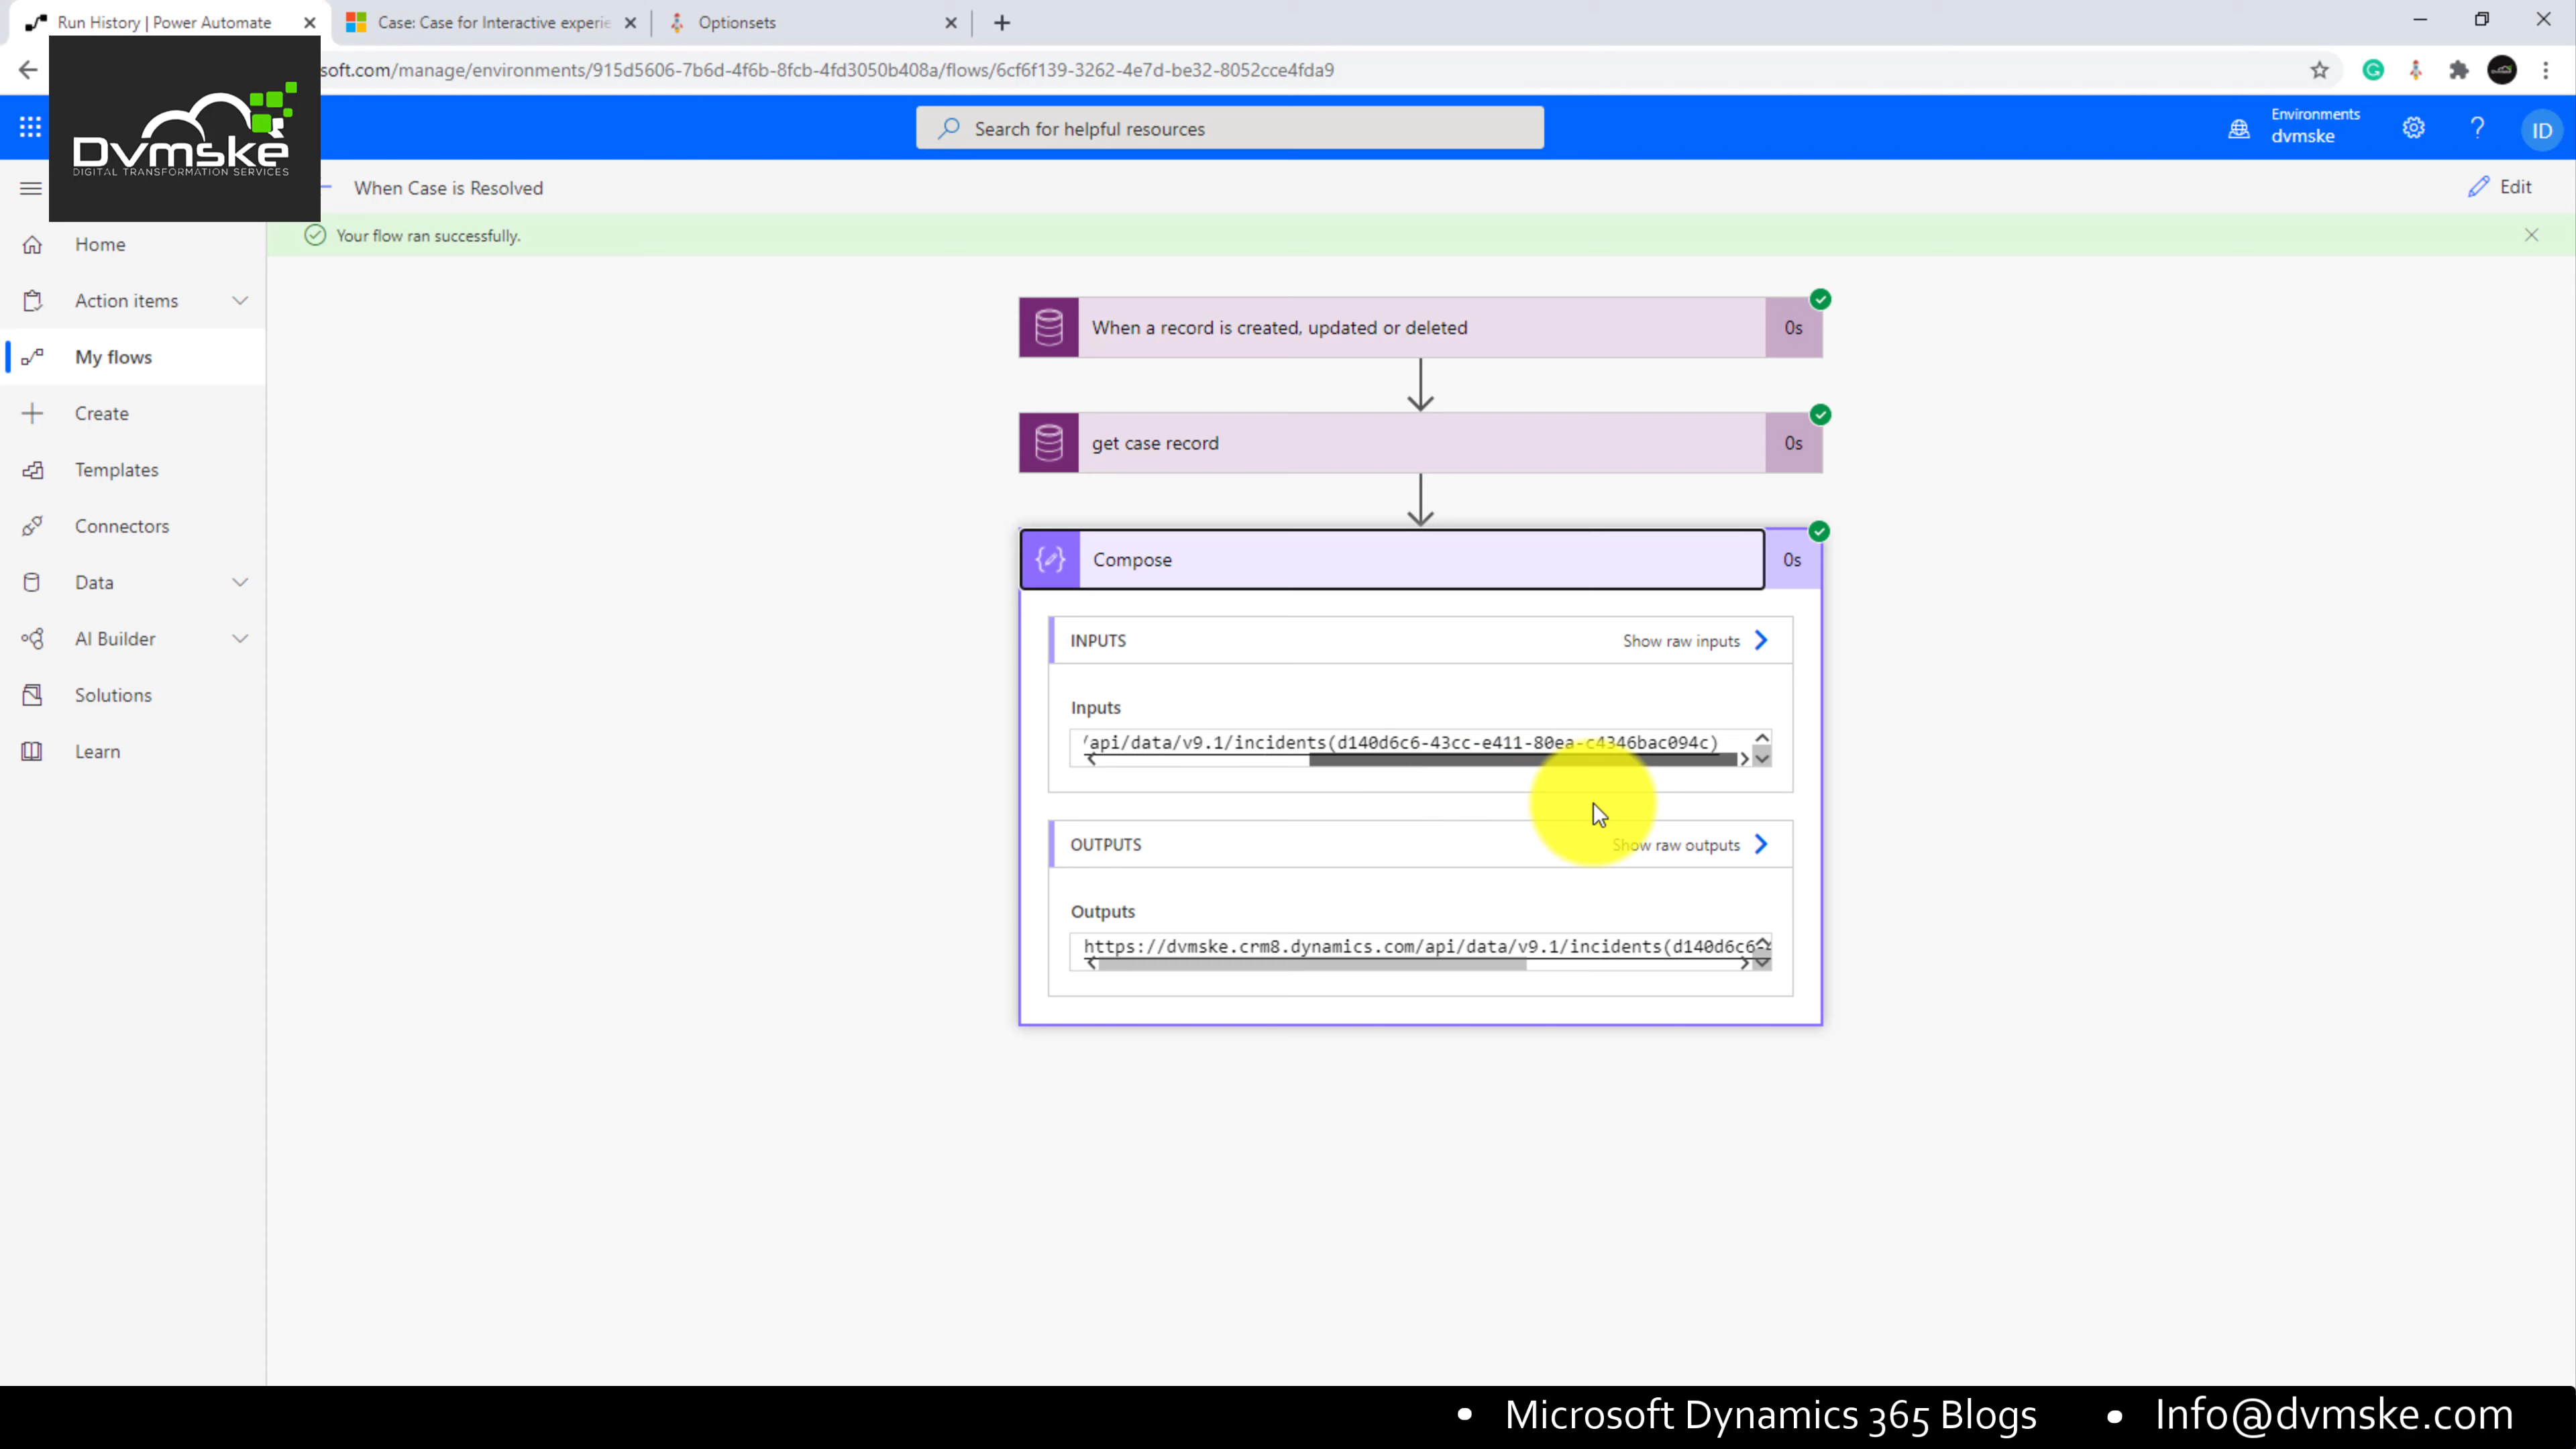 Run History | Power Automate
Case: Case for Interactive experie
Optionsets
soft.com/manage/environments/915d5606-7b6d-4f6b-8fcb-4fd3050b408a/flows/6cf6f139-3262-4e7d-be32-8052cce4fda9
Dvmske
DIGITAL TRANSFORMATION SERVICES
Search for helpful resources
Environments
dvmske
ID
When Case is Resolved
Edit
Your flow ran successfully.
Home
Action items
My flows
Create
Templates
Connectors
Data
AI Builder
Solutions
Learn
When a record is created, updated or deleted
0s
get case record
0s
Compose
0s
INPUTS
Show raw inputs
Inputs
/api/data/v9.1/incidents(d140d6c6-43cc-e411-80ea-c4346bac094c)
OUTPUTS
Show raw outputs
Outputs
https://dvmske.crm8.dynamics.com/api/data/v9.1/incidents(d140d6c6-
• Microsoft Dynamics 365 Blogs • Info@dvmske.com